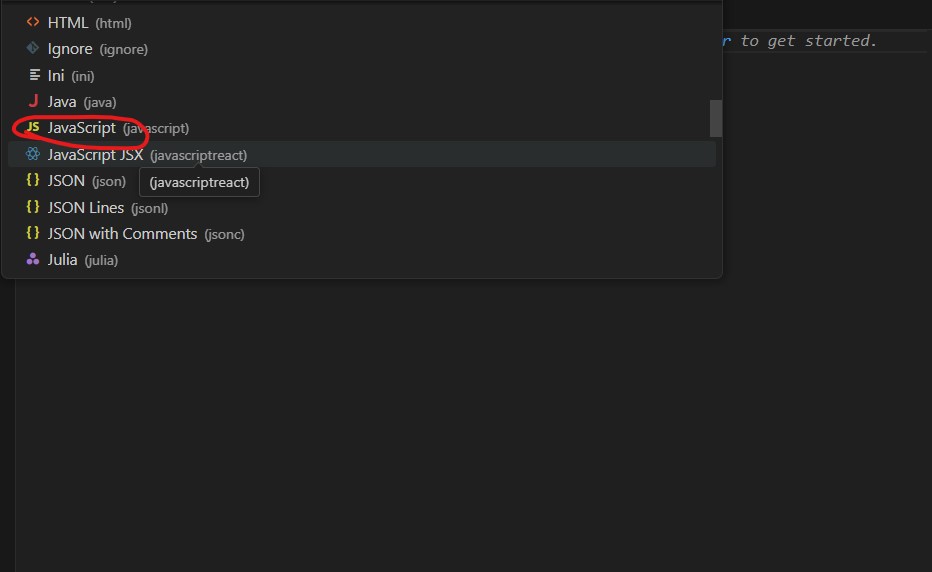 HTML (html)
r to get started.
Ignore (ignore)
Ini (ini)
Java (java)
JS JavaScript (javascript)
JavaScript JSX (javascriptreact)
JSON (json)
(javascriptreact)
JSON Lines (jsonl)
JSON with Comments (jsonc)
Julia (julia)